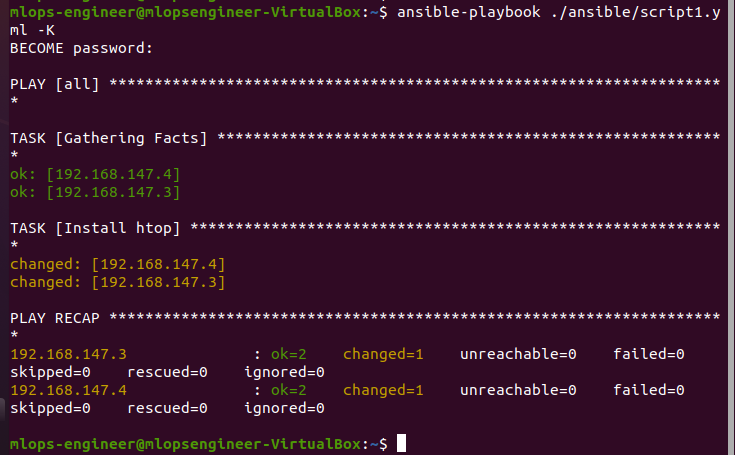 mlops-engineer@mlopsengineer-VirtualBox:~$ ansible-playbook ./ansible/script1.y
ml -K
BECOME password:
PLAY [all] ********************************************************************
*
TASK [Gathering Facts] ********************************************************
*
ok: [192.168.147.4]
ok: [192.168.147.3]
TASK [Install htop] ***********************************************************
*
changed: [192.168.147.4]
changed: [192.168.147.3]
PLAY RECAP ********************************************************************
*
192.168.147.3              : ok=2    changed=1    unreachable=0    failed=0
skipped=0    rescued=0    ignored=0
192.168.147.4              : ok=2    changed=1    unreachable=0    failed=0
skipped=0    rescued=0    ignored=0
mlops-engineer@mlopsengineer-VirtualBox:~$